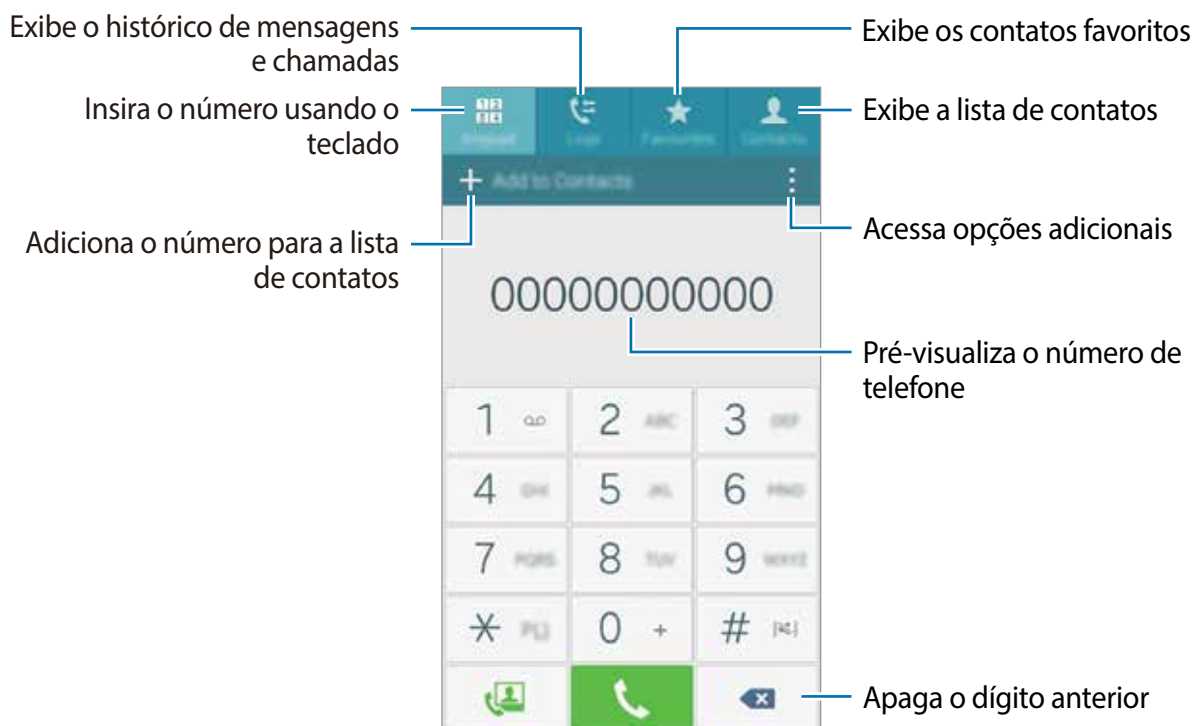 Exibe o histórico de mensagens
e chamadas
Exibe os contatos favoritos
Insira o número usando o
teclado
Exibe a lista de contatos
Add to Contacts
Adiciona o número para a lista
de contatos
Acessa opções adicionais
00000000000
Pré-visualiza o número de
telefone
1
2 ABC
3 DEF
4 GHI
5 JKL
6 MNO
7 PQRS
8 TUV
9 WXYZ
*
0 +
#
Apaga o dígito anterior